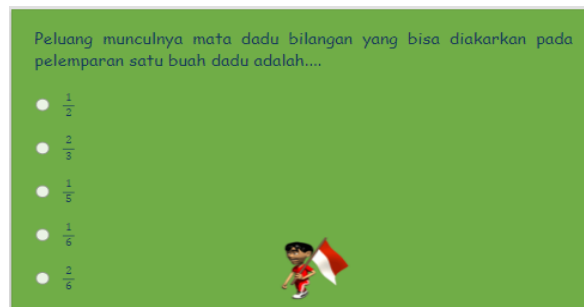 Peluang munculnya mata dadu bilangan yang bisa diakarkan pada
pelemparan satu buah dadu adalah....
1/2
2/3
1/5
1/6
2/6